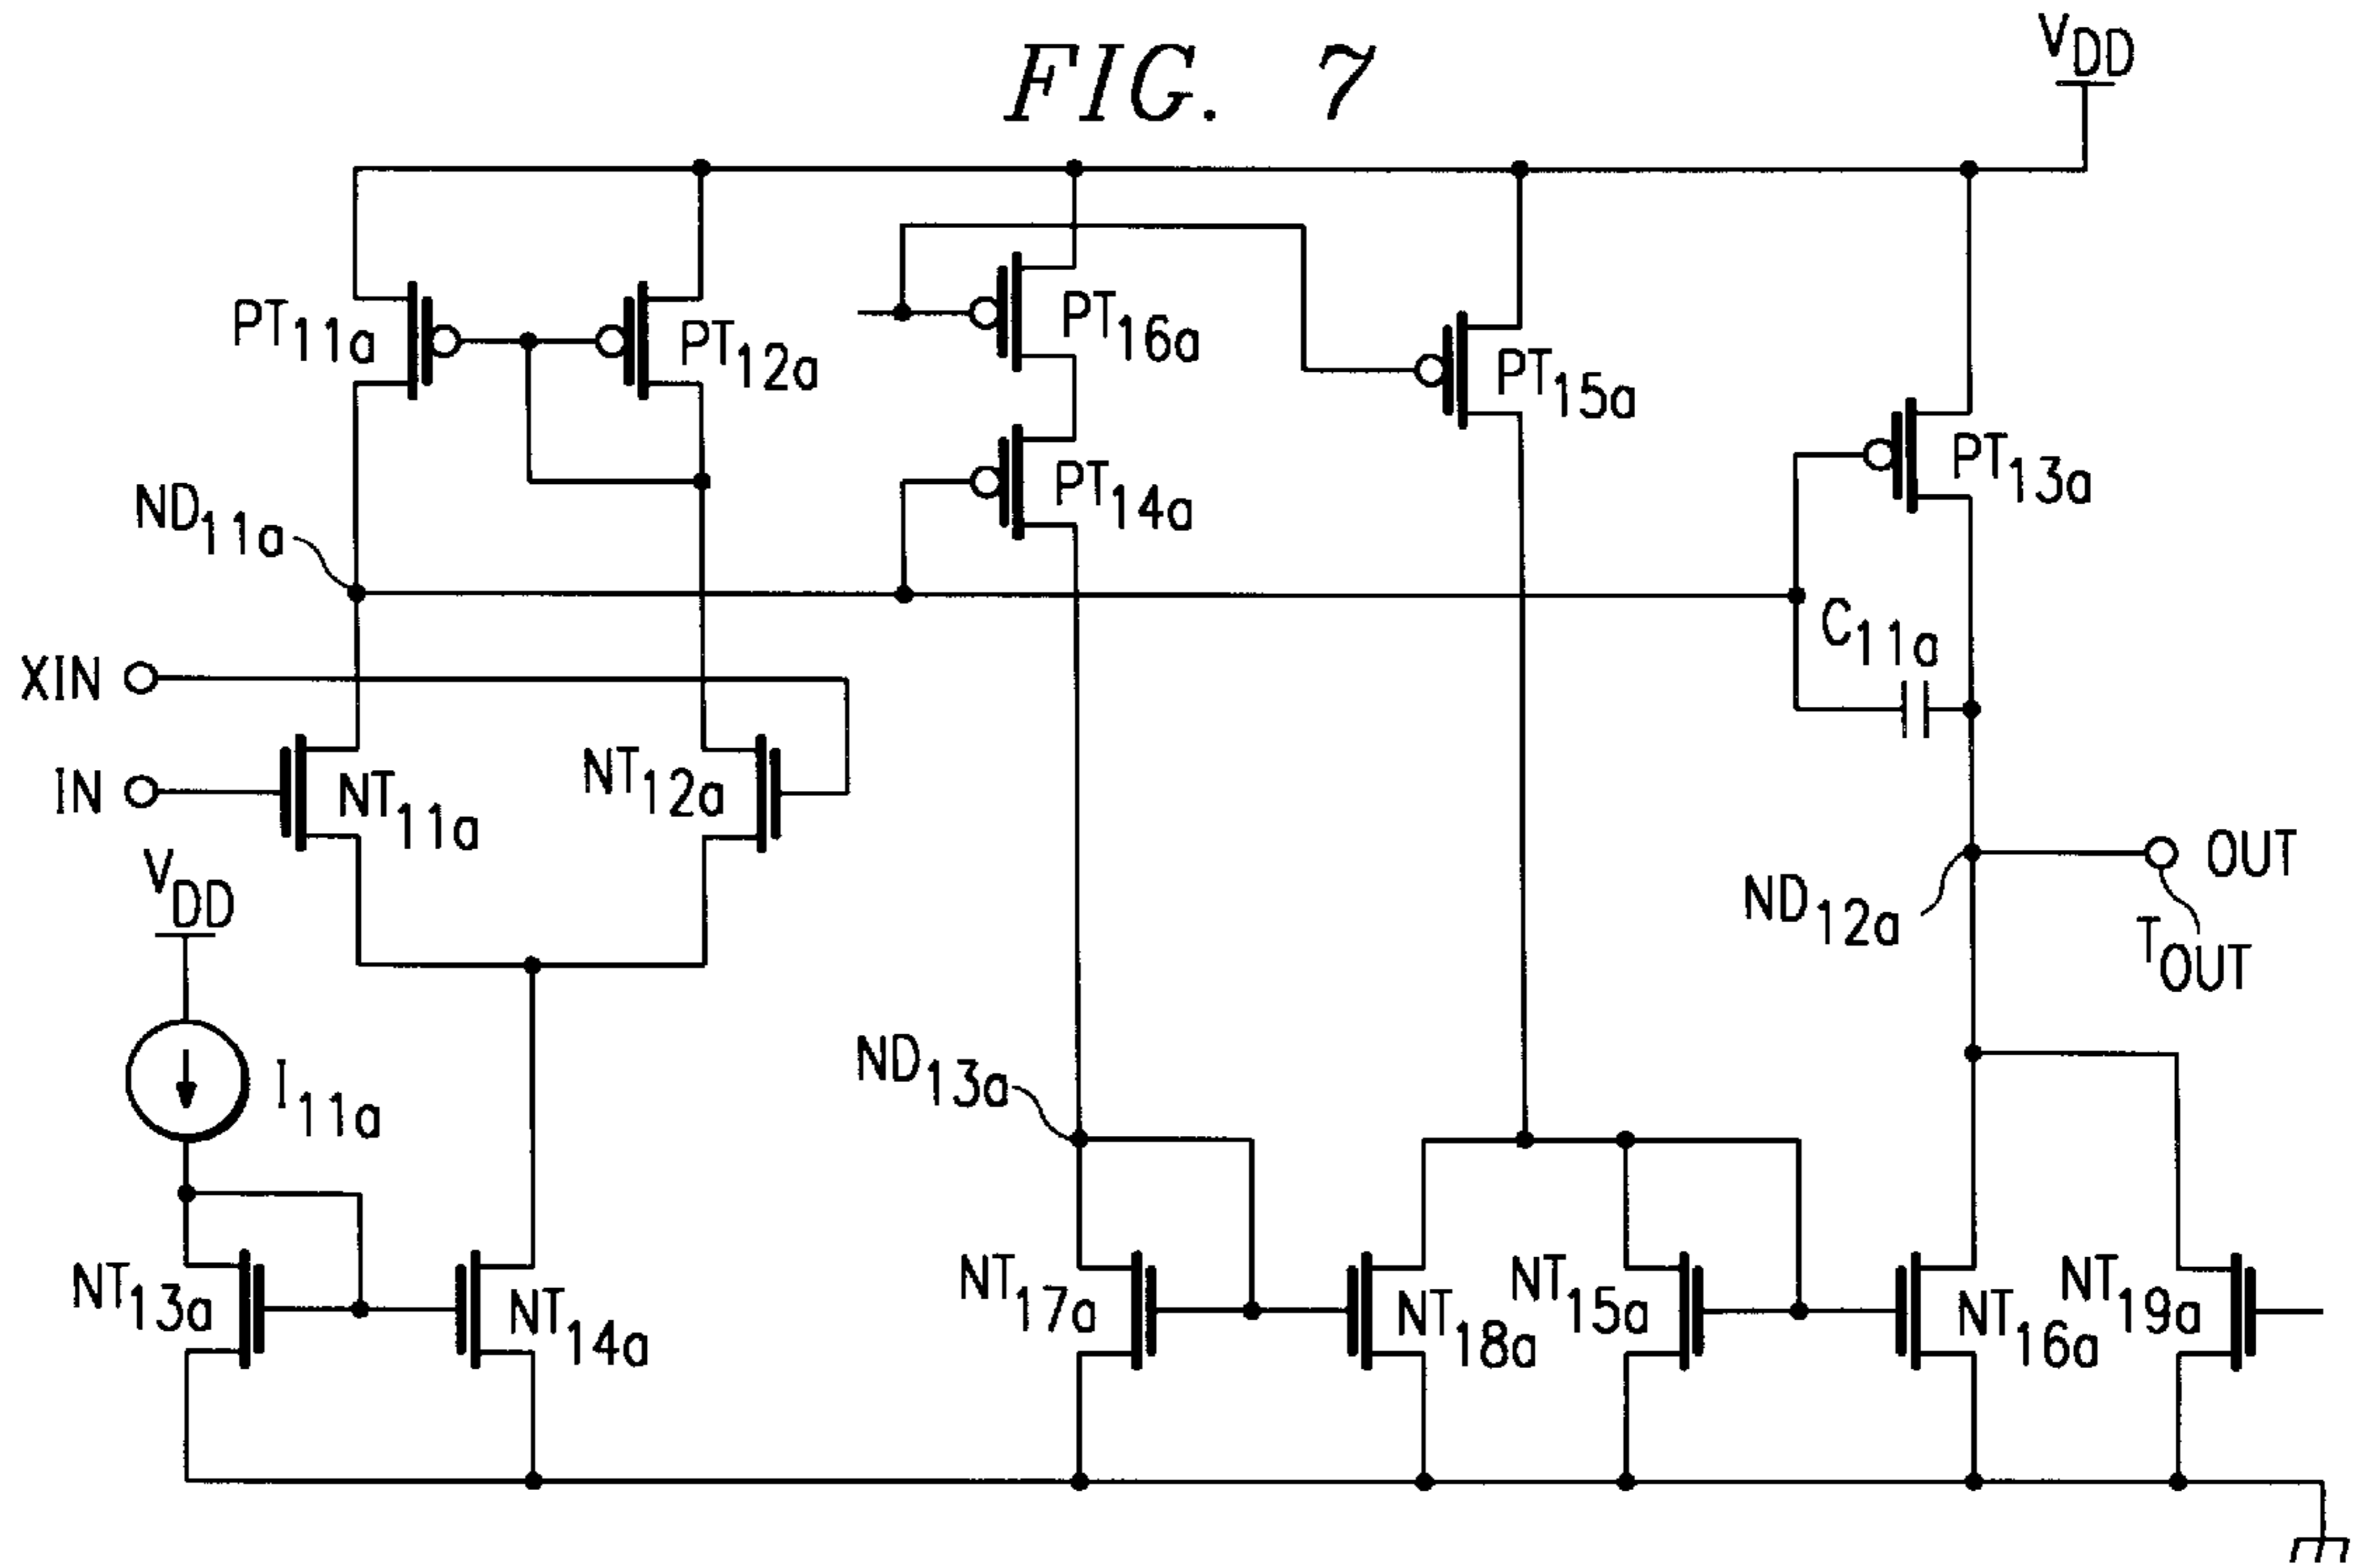 FIG. 7
VDD
PT11a
PT12a
PT16a
PT15a
PT13a
PT14a
ND11a
C11a
XIN
IN
NT11a
NT12a
OUT
ND12a
TOUT
VDD
I11a
ND13a
NT13a
NT14a
NT17a
NT18a
NT15a
NT16a
NT19a